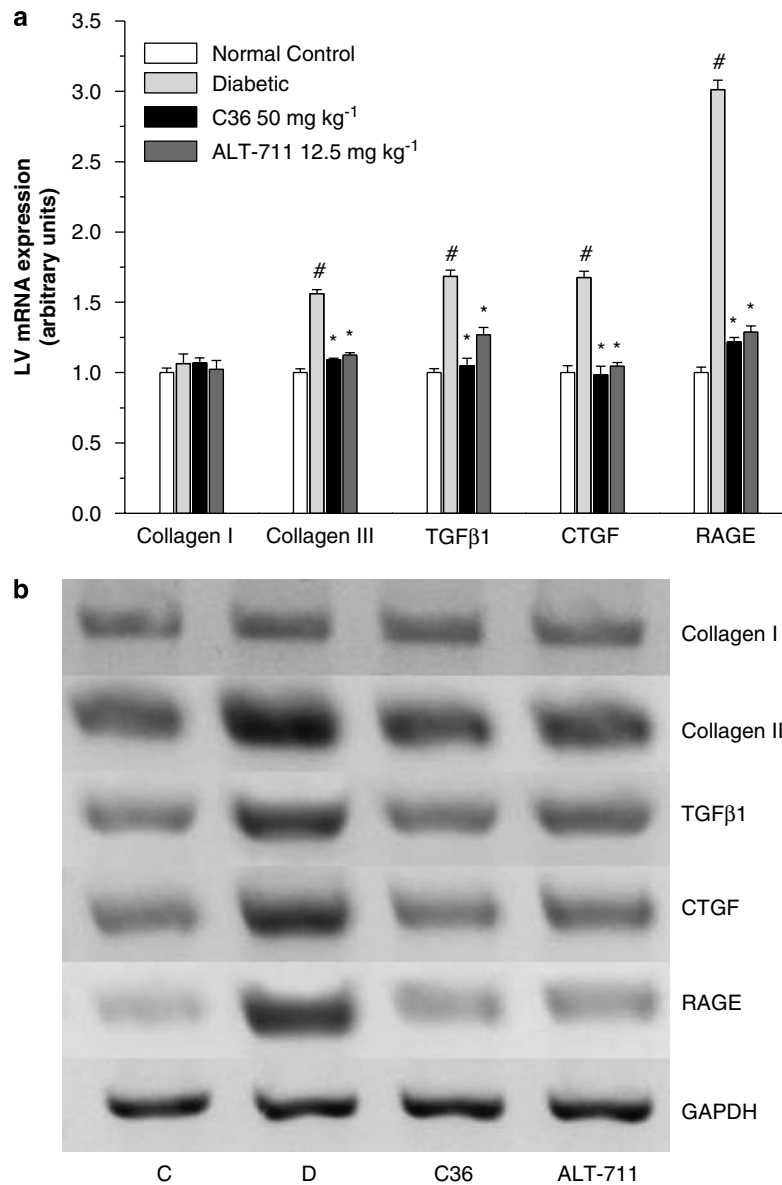 a
3.5
3.0
2.5
2.0
1.5
1.0
0.5
0.0
LV mRNA expression
(arbitrary units)
Normal Control
Diabetic
C36 50 mg kg⁻¹
ALT-711 12.5 mg kg⁻¹
#
* *
#
* *
#
* *
#
* *
Collagen I Collagen III TGFβ1 CTGF RAGE
b
Collagen I
Collagen II
TGFβ1
CTGF
RAGE
GAPDH
C D C36 ALT-711